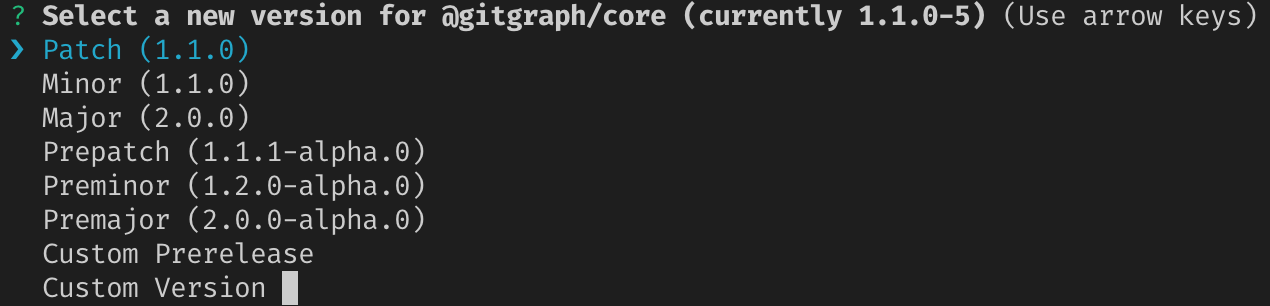 ? Select a new version for @gitgraph/core (currently 1.1.0-5) (Use arrow keys)
❯ Patch (1.1.0)
Minor (1.1.0)
Major (2.0.0)
Prepatch (1.1.1-alpha.0)
Preminor (1.2.0-alpha.0)
Premajor (2.0.0-alpha.0)
Custom Prerelease
Custom Version